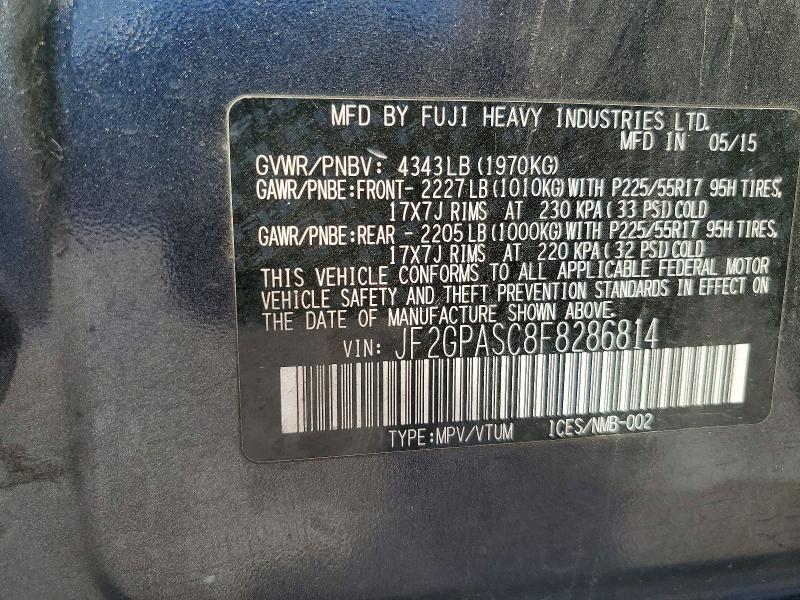 MFD BY FUJI HEAVY INDUSTRIES LTD.
MFD IN 05/15
GVWR/PNBV: 4343LB (1970KG)
GAWR/PNBE:FRONT- 2227 LB (1010KG) WITH P225/55R17 95H TIRES,
17X7J RIMS AT 230 KPA ( 33 PSI) COLD
GAWR/PNBE:REAR - 2205 LB (1000KG) WITH P225/55R17 95H TIRES,
17X7J RIMS AT 220 KPA ( 32 PSI) COLD
THIS VEHICLE CONFORMS TO ALL APPLICABLE FEDERAL MOTOR
VEHICLE SAFETY AND THEFT PREVENTION STANDARDS IN EFFECT ON
THE DATE OF MANUFACTURE SHOWN ABOVE.
VIN: JF2GPASC8F8286814
TYPE:MPV/VTUM ICES/NMB-002